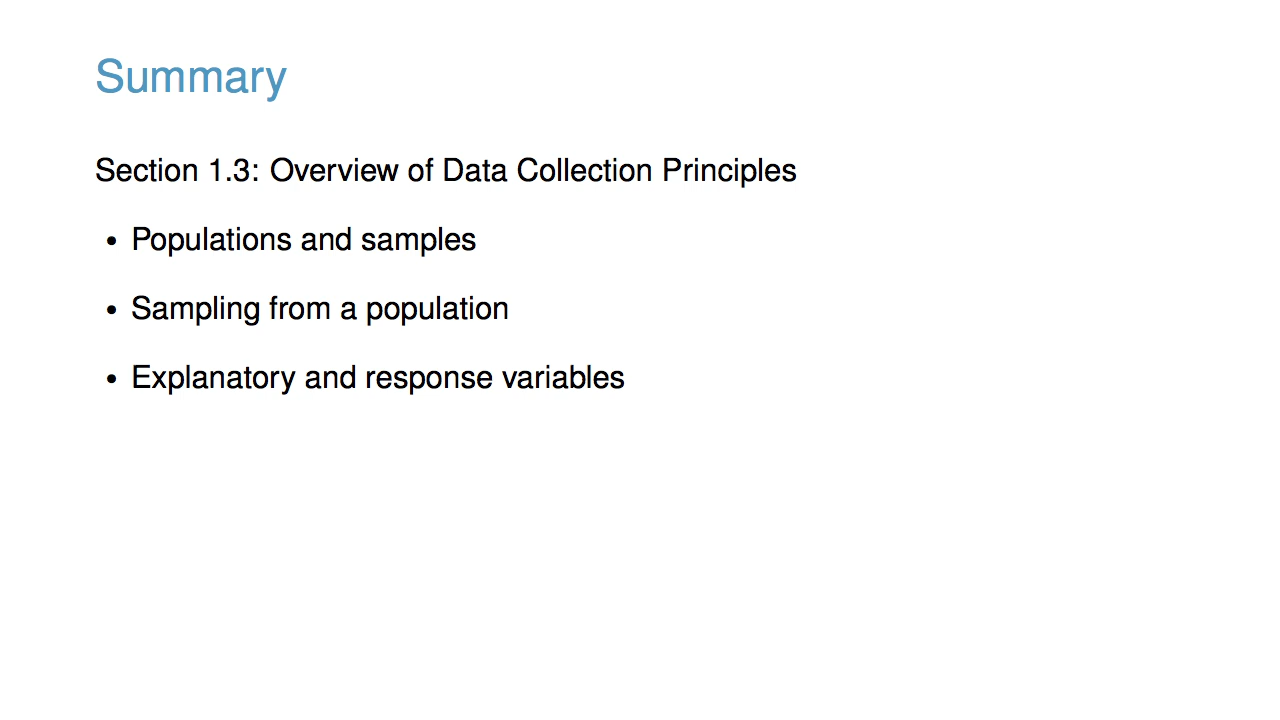 Summary
Section 1.3: Overview of Data Collection Principles
• Populations and samples
• Sampling from a population
• Explanatory and response variables